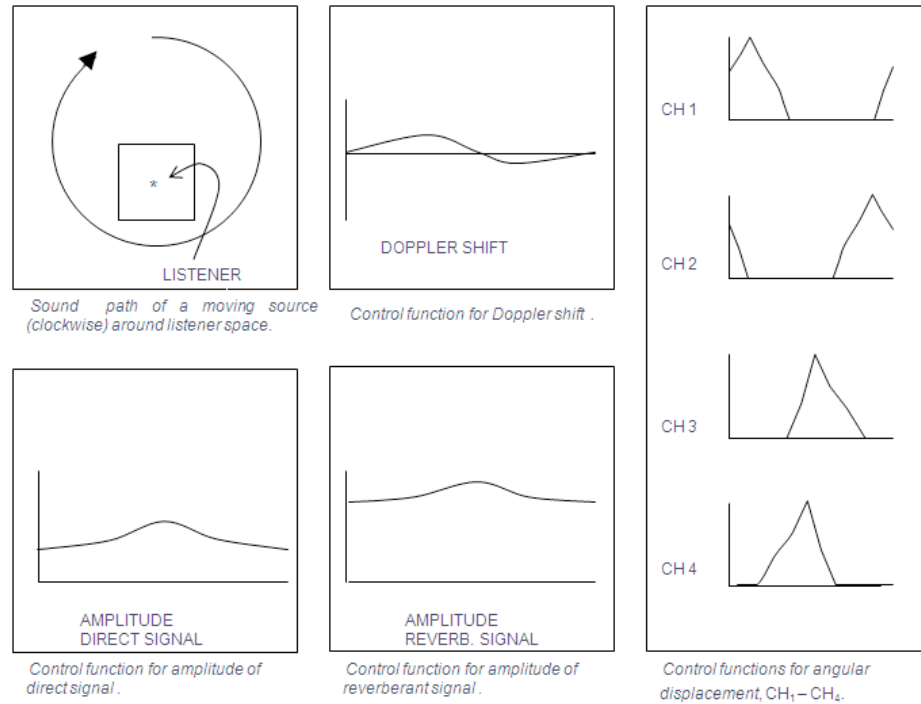 LISTENER
Sound path of a moving source
(clockwise) around listener space.
DOPPLER SHIFT
Control function for Doppler shift .
AMPLITUDE
DIRECT SIGNAL
Control function for amplitude of
direct signal .
AMPLITUDE
REVERB. SIGNAL
Control function for amplitude of
reverberant signal .
CH 1
CH 2
CH 3
CH 4
Control functions for angular
displacement, CH₁ – CH₄.